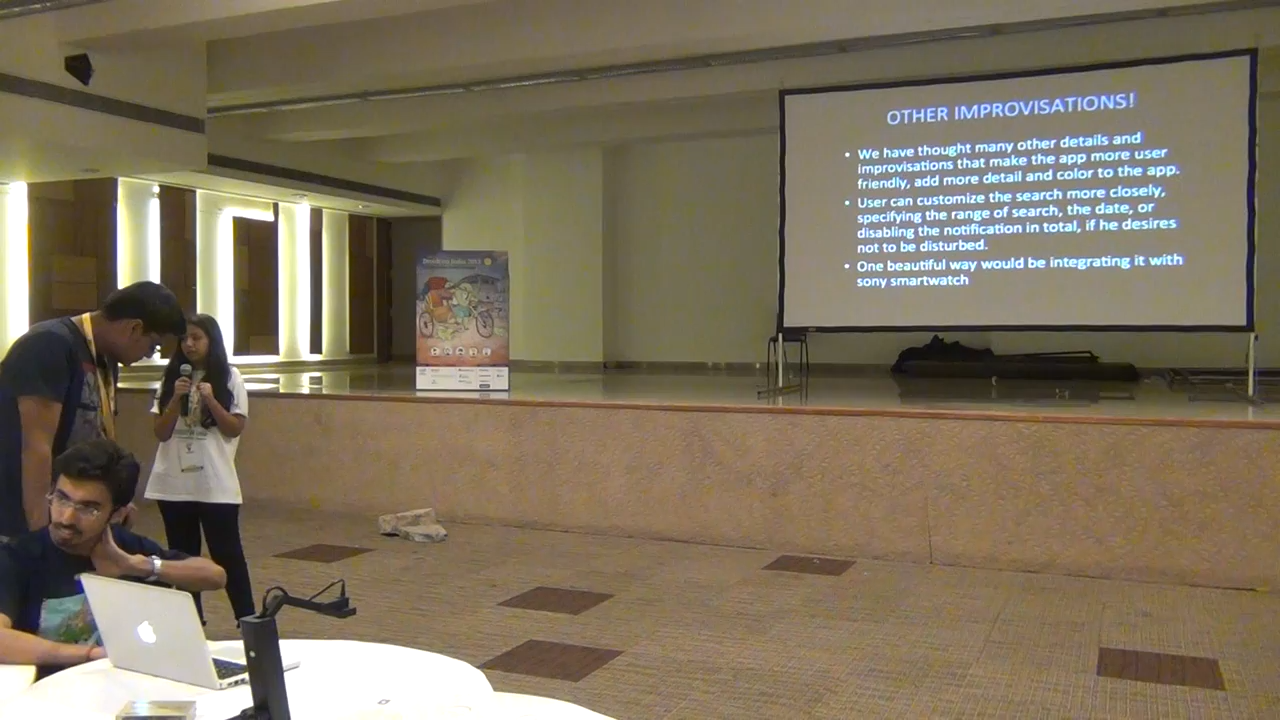 OTHER IMPROVISATIONS!
• We have thought many other details and
improvisations that make the app more user
friendly, add more detail and color to the app.
• User can customize the search more closely,
specifying the range of search, the date, or
disabling the notification in total, if he desires
not to be disturbed.
• One beautiful way would be integrating it with
sony smartwatch